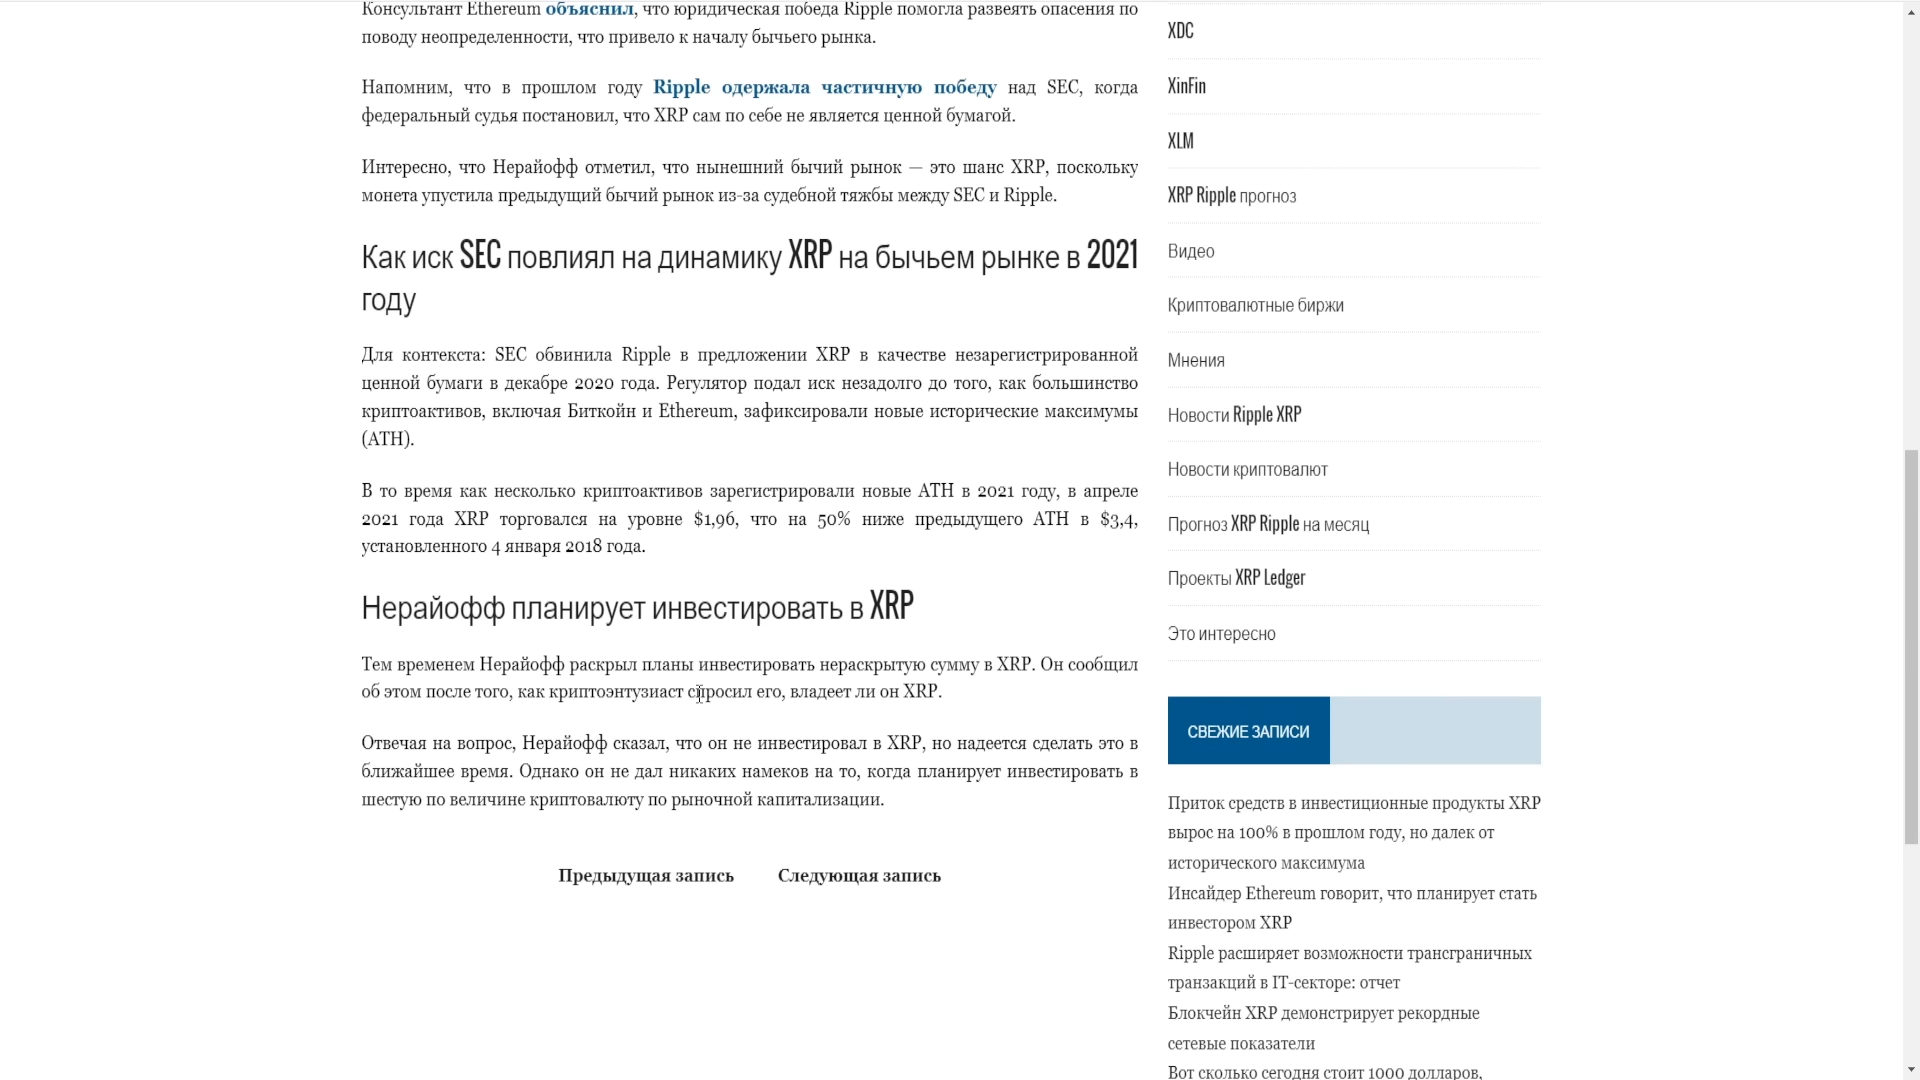 Консультант Ethereum объяснил, что юридическая победа Ripple помогла развеять опасения по
поводу неопределенности, что привело к началу бычьего рынка.
Напомним, что в прошлом году Ripple одержала частичную победу над SEC, когда
федеральный судья постановил, что XRP сам по себе не является ценной бумагой.
Интересно, что Нерайофф отметил, что нынешний бычий рынок — это шанс XRP, поскольку
монета упустила предыдущий бычий рынок из-за судебной тяжбы между SEC и Ripple.
Как иск SEC повлиял на динамику XRP на бычьем рынке в 2021
году
Для контекста: SEC обвинила Ripple в предложении XRP в качестве незарегистрированной
ценной бумаги в декабре 2020 года. Регулятор подал иск незадолго до того, как большинство
криптоактивов, включая Биткойн и Ethereum, зафиксировали новые исторические максимумы
(ATH).
В то время как несколько криптоактивов зарегистрировали новые ATH в 2021 году, в апреле
2021 года XRP торговался на уровне $1,96, что на 50% ниже предыдущего ATH в $3,4,
установленного 4 января 2018 года.
Нерайофф планирует инвестировать в XRP
Тем временем Нерайофф раскрыл планы инвестировать нераскрытую сумму в XRP. Он сообщил
об этом после того, как криптоэнтузиаст спросил его, владеет ли он XRP.
Отвечая на вопрос, Нерайофф сказал, что он не инвестировал в XRP, но надеется сделать это в
ближайшее время. Однако он не дал никаких намеков на то, когда планирует инвестировать в
шестую по величине криптовалюту по рыночной капитализации.
Предыдущая запись Следующая запись
XDC
XinFin
XLM
XRP Ripple прогноз
Видео
Криптовалютные биржи
Мнения
Новости Ripple XRP
Новости криптовалют
Прогноз XRP Ripple на месяц
Проекты XRP Ledger
Это интересно
СВЕЖИЕ ЗАПИСИ
Приток средств в инвестиционные продукты XRP
вырос на 100% в прошлом году, но далек от
исторического максимума
Инсайдер Ethereum говорит, что планирует стать
инвестором XRP
Ripple расширяет возможности трансграничных
транзакций в IT-секторе: отчет
Блокчейн XRP демонстрирует рекордные
сетевые показатели
Вот сколько сегодня стоит 1000 долларов,